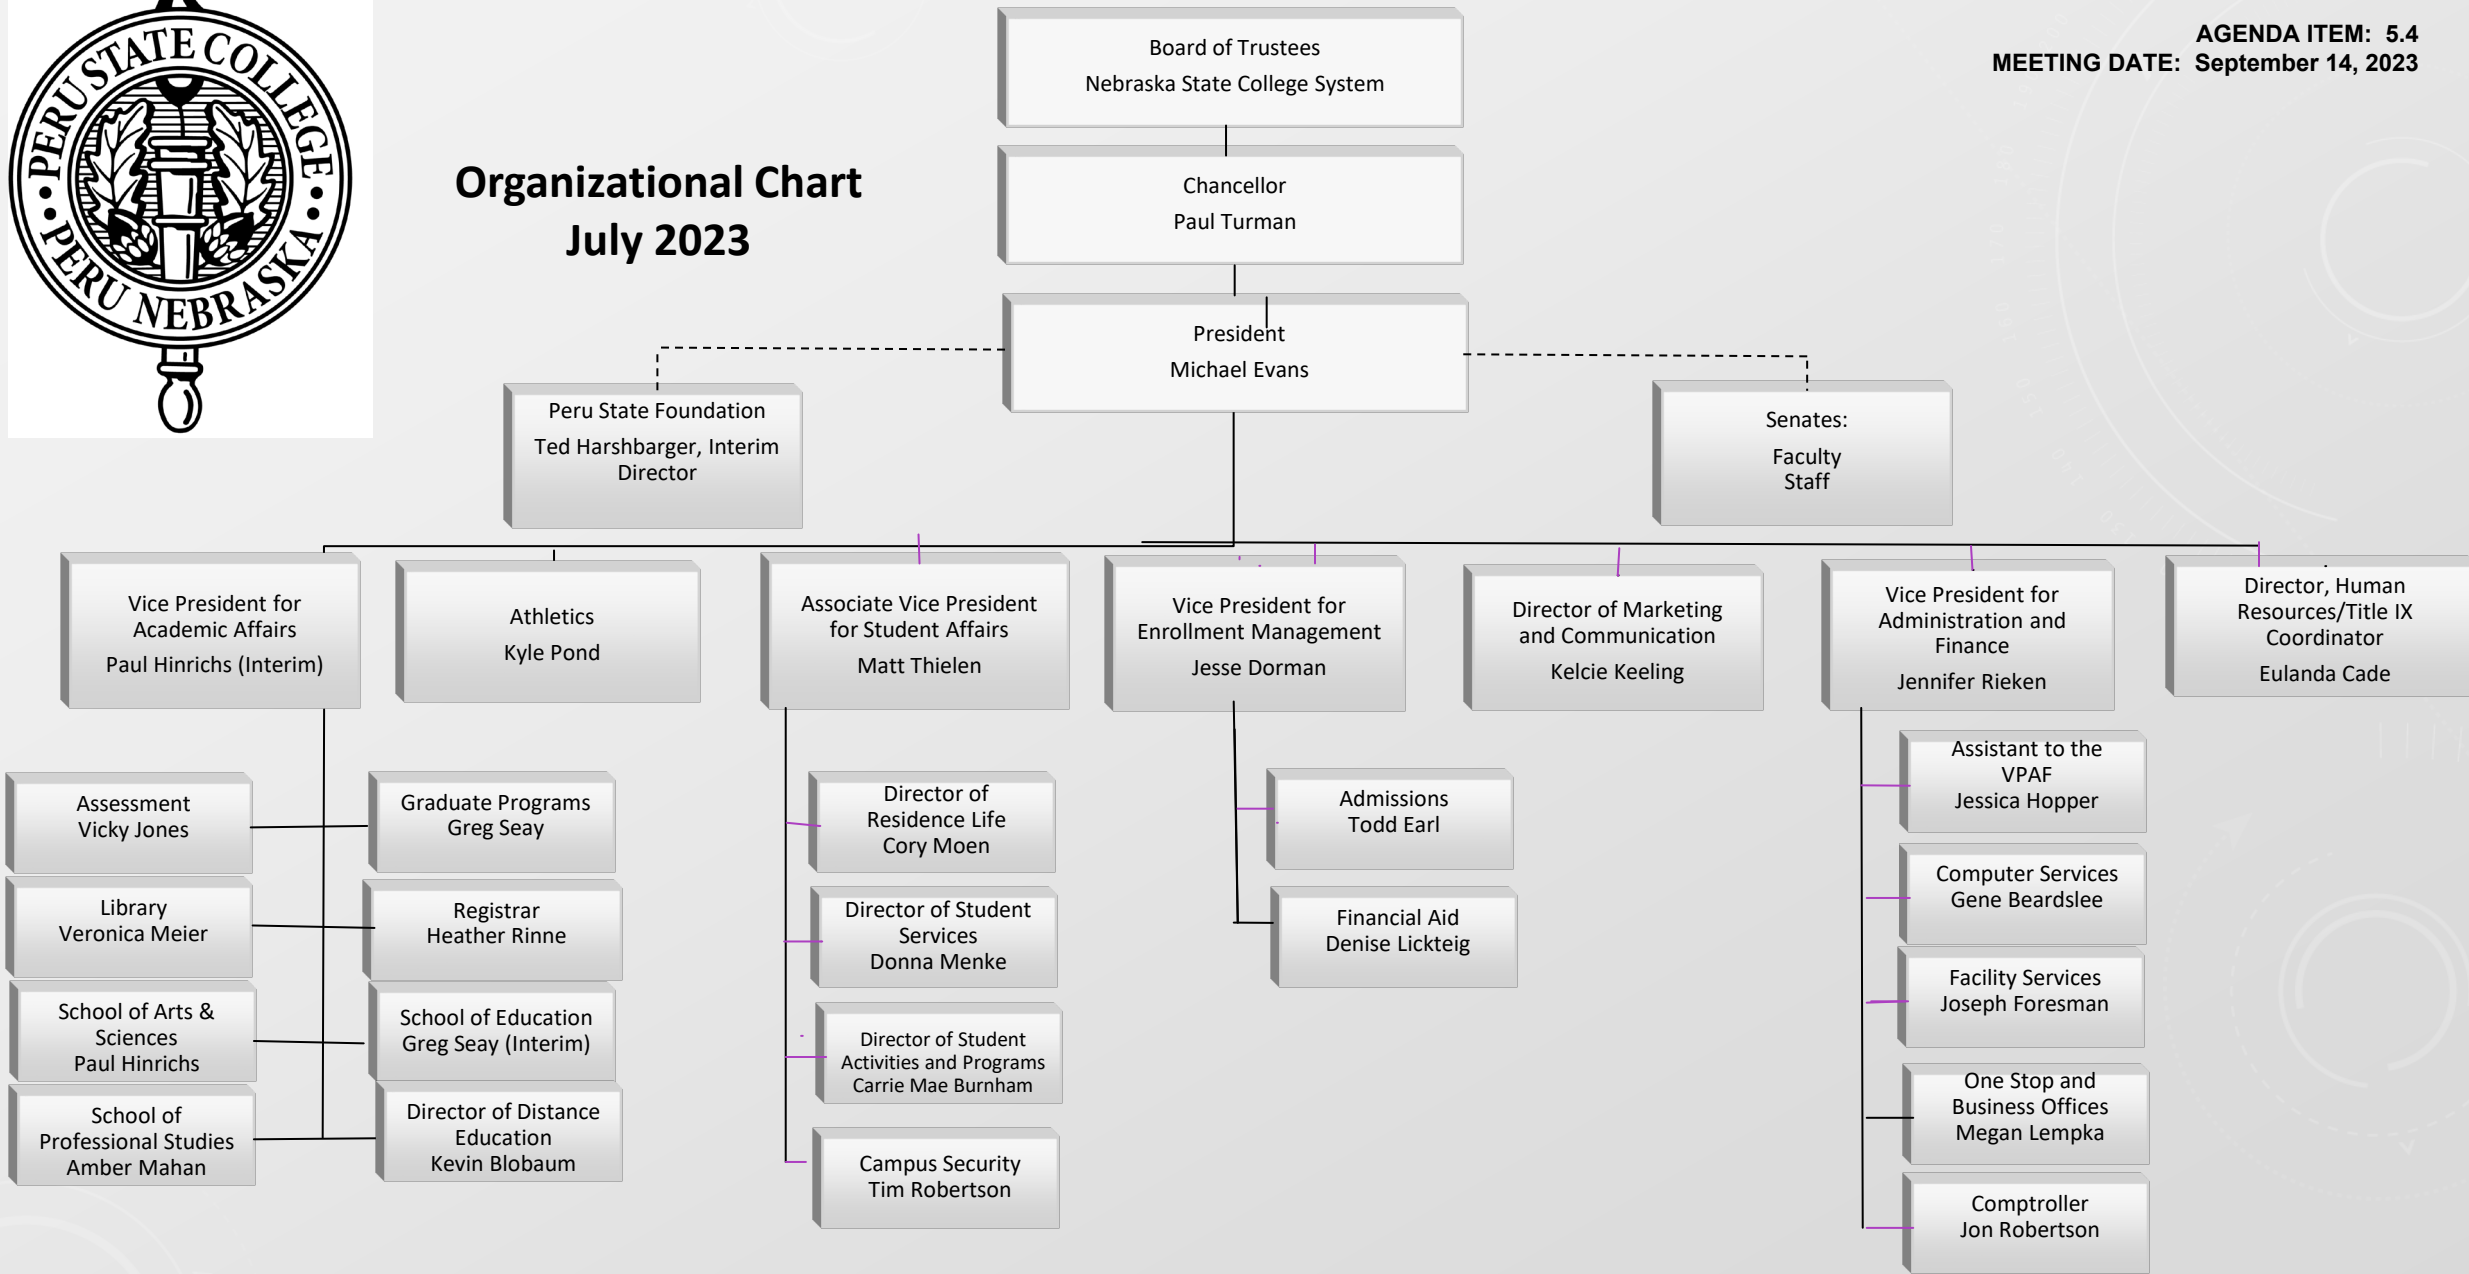 PERU STATE COLLEGE
PERU NEBRASKA
AGENDA ITEM: 5.4
MEETING DATE: September 14, 2023
Organizational Chart
July 2023
Board of Trustees
Nebraska State College System
Chancellor
Paul Turman
President
Michael Evans
Peru State Foundation
Ted Harshbarger, Interim
Director
Senates:
Faculty
Staff
Vice President for
Academic Affairs
Paul Hinrichs (Interim)
Athletics
Kyle Pond
Associate Vice President
for Student Affairs
Matt Thielen
Vice President for
Enrollment Management
Jesse Dorman
Director of Marketing
and Communication
Kelcie Keeling
Vice President for
Administration and
Finance
Jennifer Rieken
Director, Human
Resources/Title IX
Coordinator
Eulanda Cade
Assessment
Vicky Jones
Graduate Programs
Greg Seay
Library
Veronica Meier
Registrar
Heather Rinne
School of Arts &
Sciences
Paul Hinrichs
School of Education
Greg Seay (Interim)
School of
Professional Studies
Amber Mahan
Director of Distance
Education
Kevin Blobaum
Director of
Residence Life
Cory Moen
Director of Student
Services
Donna Menke
Director of Student
Activities and Programs
Carrie Mae Burnham
Campus Security
Tim Robertson
Admissions
Todd Earl
Financial Aid
Denise Lickteig
Assistant to the
VPAF
Jessica Hopper
Computer Services
Gene Beardslee
Facility Services
Joseph Foresman
One Stop and
Business Offices
Megan Lempka
Comptroller
Jon Robertson